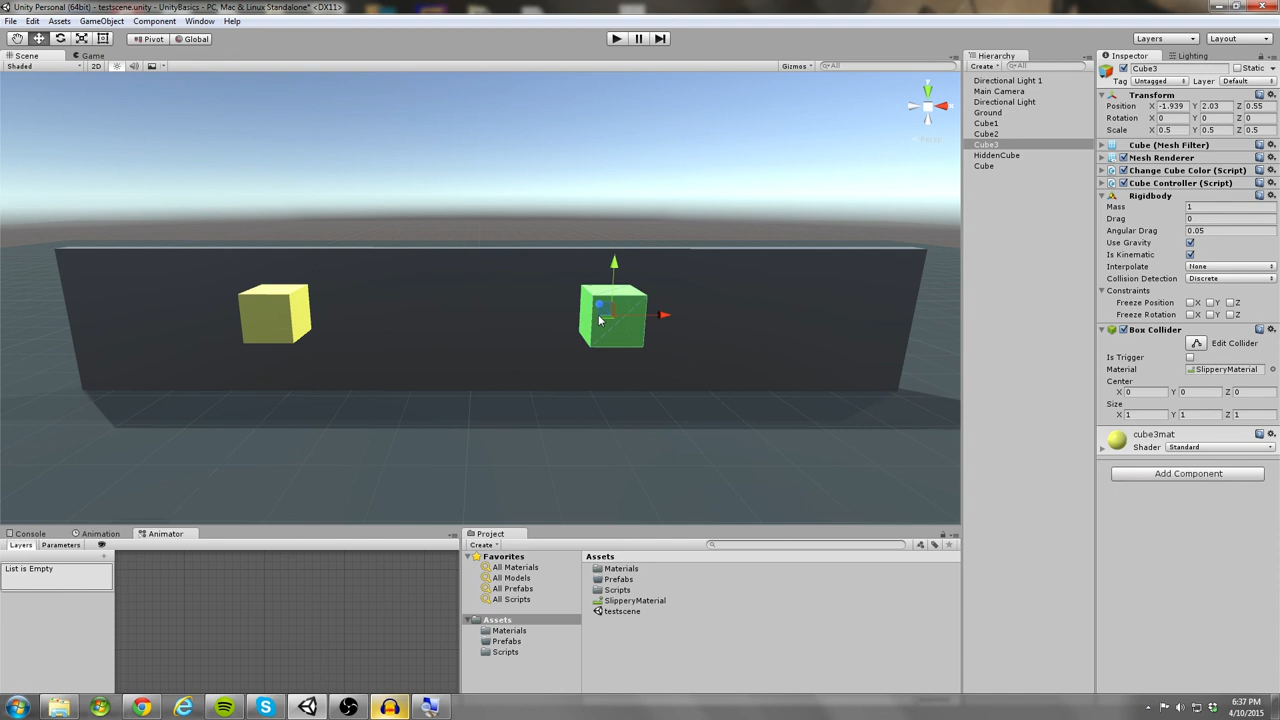 Unity Personal (64bit) - testscene.unity - UnityBasics - PC, Mac & Linux Standalone* <DX11>
File Edit Assets GameObject Component Window Help
Pivot Global Layers Layout
Scene Game
Shaded 2D Gizmos All
Persp
Hierarchy
Create All
Directional Light 1
Main Camera
Directional Light
Ground
Cube1
Cube2
Cube3
HiddenCube
Cube
Inspector Lighting
Cube3 Static
Tag Untagged Layer Default
Transform
Position X -1.939 Y 2.03 Z 0.55
Rotation X 0 Y 0 Z 0
Scale X 0.5 Y 0.5 Z 0.5
Cube (Mesh Filter)
Mesh Renderer
Change Cube Color (Script)
Cube Controller (Script)
Rigidbody
Mass 1
Drag 0
Angular Drag 0.05
Use Gravity
Is Kinematic
Interpolate None
Collision Detection Discrete
Constraints
Freeze Position X Y Z
Freeze Rotation X Y Z
Box Collider
Edit Collider
Is Trigger
Material SlipperyMaterial
Center
X 0 Y 0 Z 0
Size
X 1 Y 1 Z 1
cube3mat
Shader Standard
Add Component
Console Animation Animator
Layers Parameters
List is Empty
Project
Create
Favorites
All Materials
All Models
All Prefabs
All Scripts
Assets
Materials
Prefabs
Scripts
Assets
Materials
Prefabs
Scripts
SlipperyMaterial
testscene
6:37 PM
4/10/2015